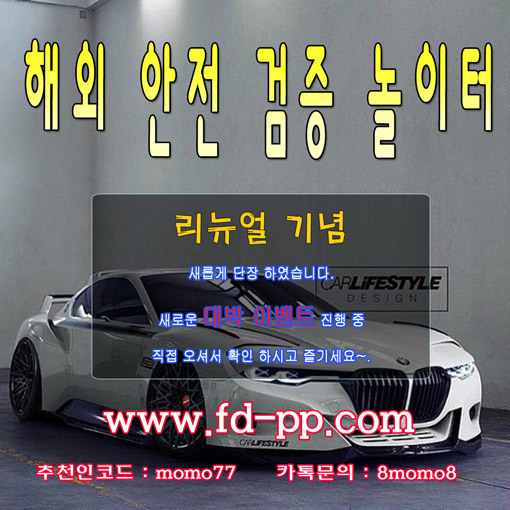 해외 안전 검증 놀이터
리뉴얼 기념
새롭게 단장 하였습니다.
CARLIFESTYLE
DESIGN
새로운 대박 이벤트 진행 중
직접 오셔서 확인 하시고 즐기세요~.
www.fd-pp.com
CARLIFESTYLE
추천인코드 : momo77 카톡문의 : 8momo8